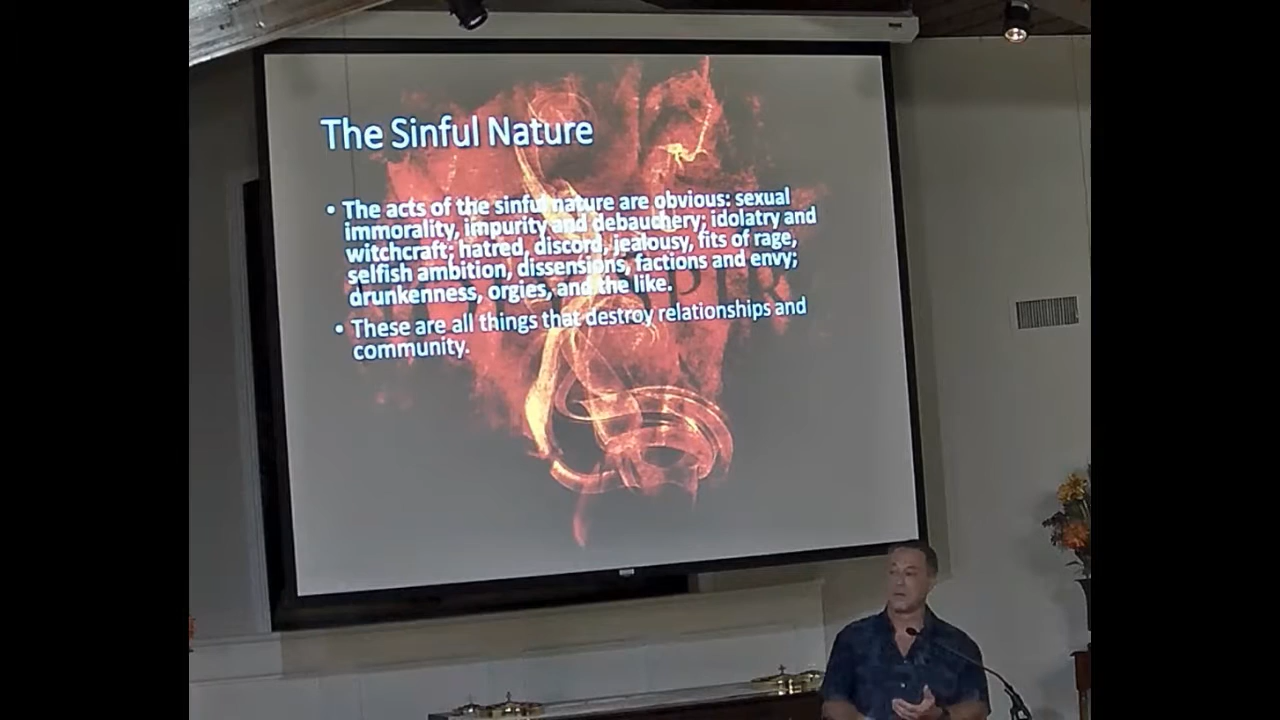 The Sinful Nature
• The acts of the sinful nature are obvious: sexual
immorality, impurity and debauchery; idolatry and
witchcraft; hatred, discord, jealousy, fits of rage,
selfish ambition, dissensions, factions and envy;
drunkenness, orgies, and the like.
• These are all things that destroy relationships and
community.